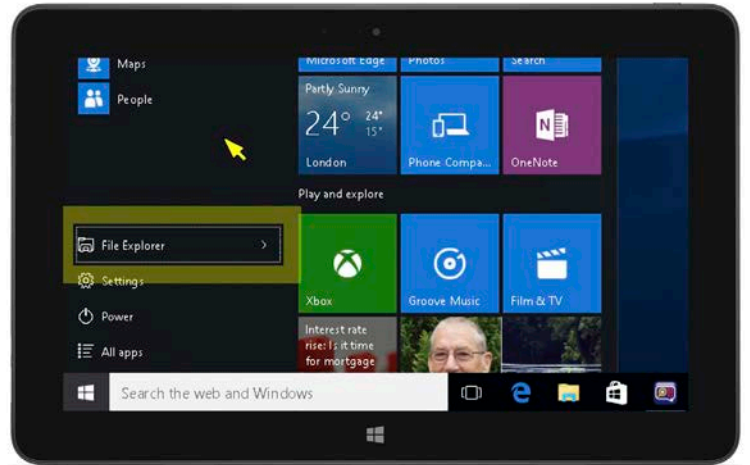 Maps
People
File Explorer
Settings
Power
All apps
Microsoft Edge
Photos
Search
Partly Sunny
24° 24°
15°
London
Phone Compa...
OneNote
Play and explore
Xbox
Groove Music
Film & TV
Interest rate
rise: Is it time
for mortgage
Search the web and Windows